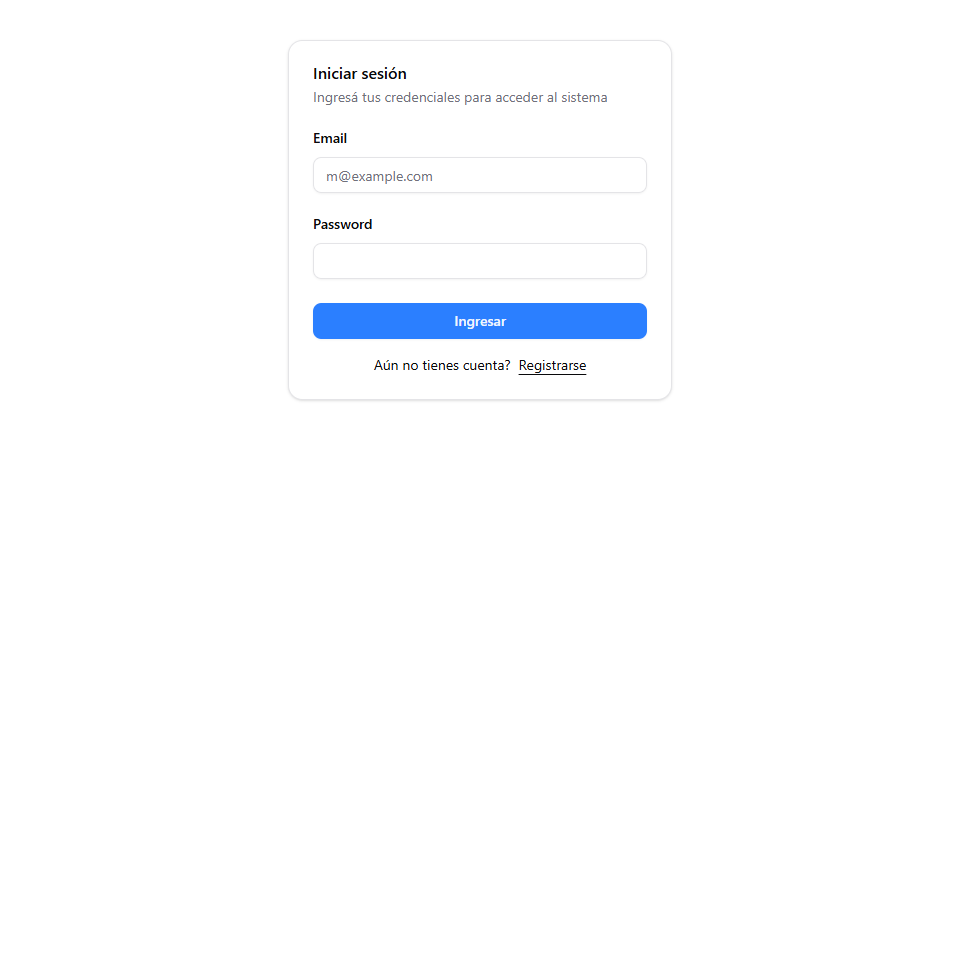 Iniciar sesión
Ingresá tus credenciales para acceder al sistema
Email
m@example.com
Password
Ingresar
Aún no tienes cuenta? Registrarse